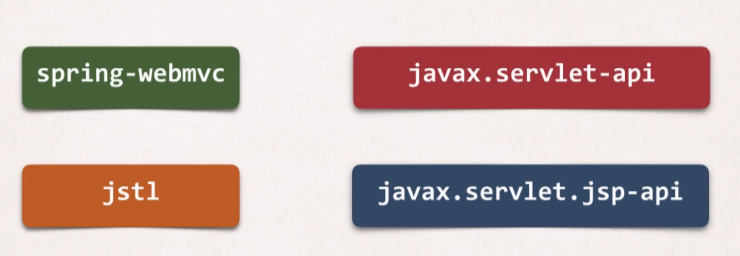 spring-webmvc
javax.servlet-api
jstl
javax.servlet.jsp-api